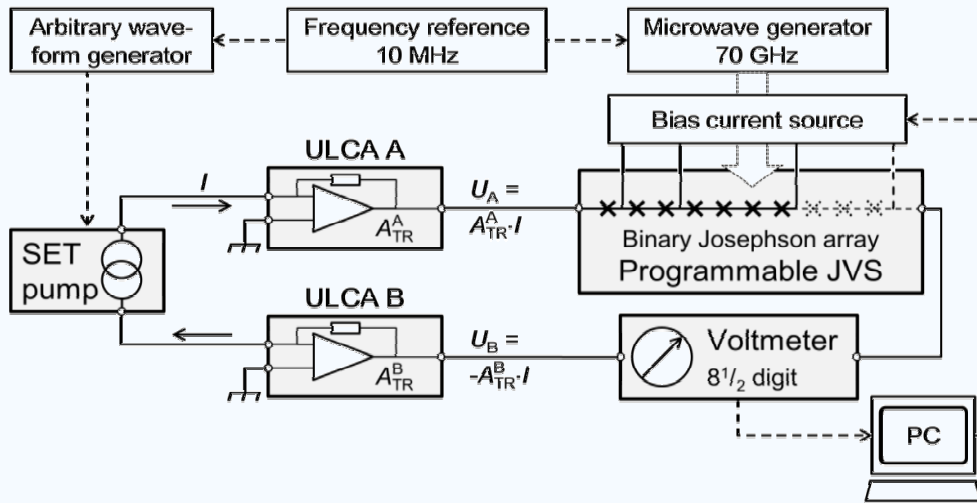 Arbitrary wave-
form generator
Frequency reference
10 MHz
Microwave generator
70 GHz
Bias current source
ULCA A
I
A_TR^A
U_A =
A_TR^A·I
Binary Josephson array
Programmable JVS
SET
pump
ULCA B
A_TR^B
U_B =
-A_TR^B·I
Voltmeter
8 1/2 digit
PC